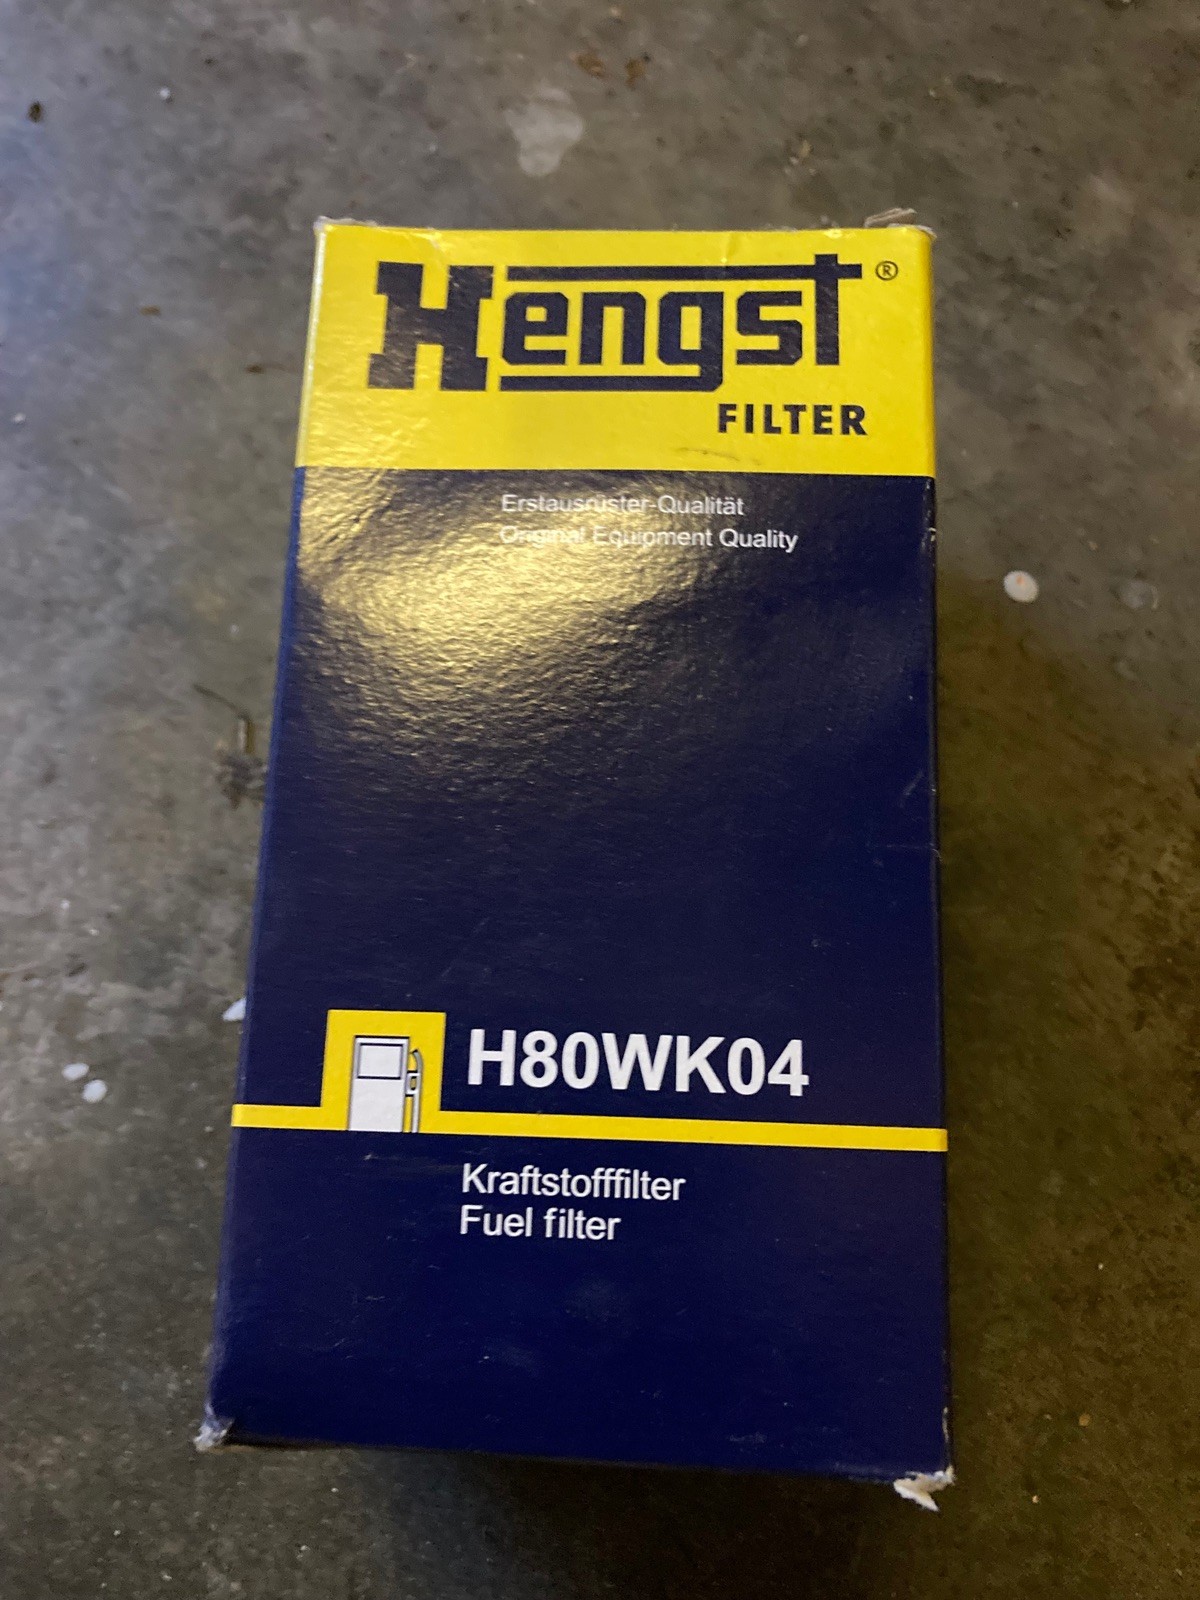 Hengst®
FILTER
Erstausrüster-Qualität
Original Equipment Quality
H80WK04
Kraftstofffilter
Fuel filter